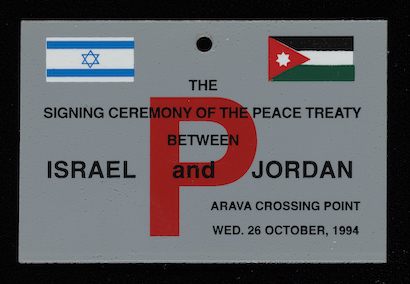 THE
SIGNING CEREMONY OF THE PEACE TREATY
BETWEEN
ISRAEL and JORDAN
P
ARAVA CROSSING POINT
WED. 26 OCTOBER, 1994